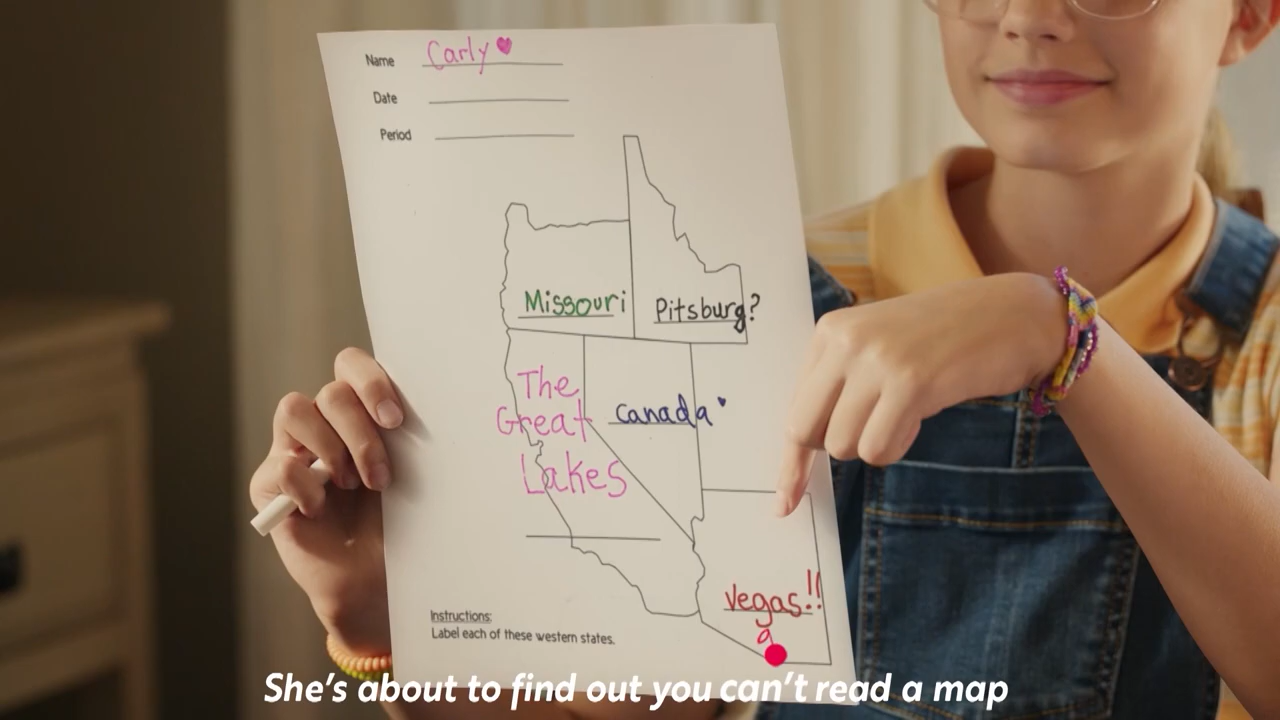 Name Carly
Date
Period
Missouri
Pitsburg?
The
Great
Lakes
Canada
Vegas!!
Instructions:
Label each of these western states.
She's about to find out you can't read a map